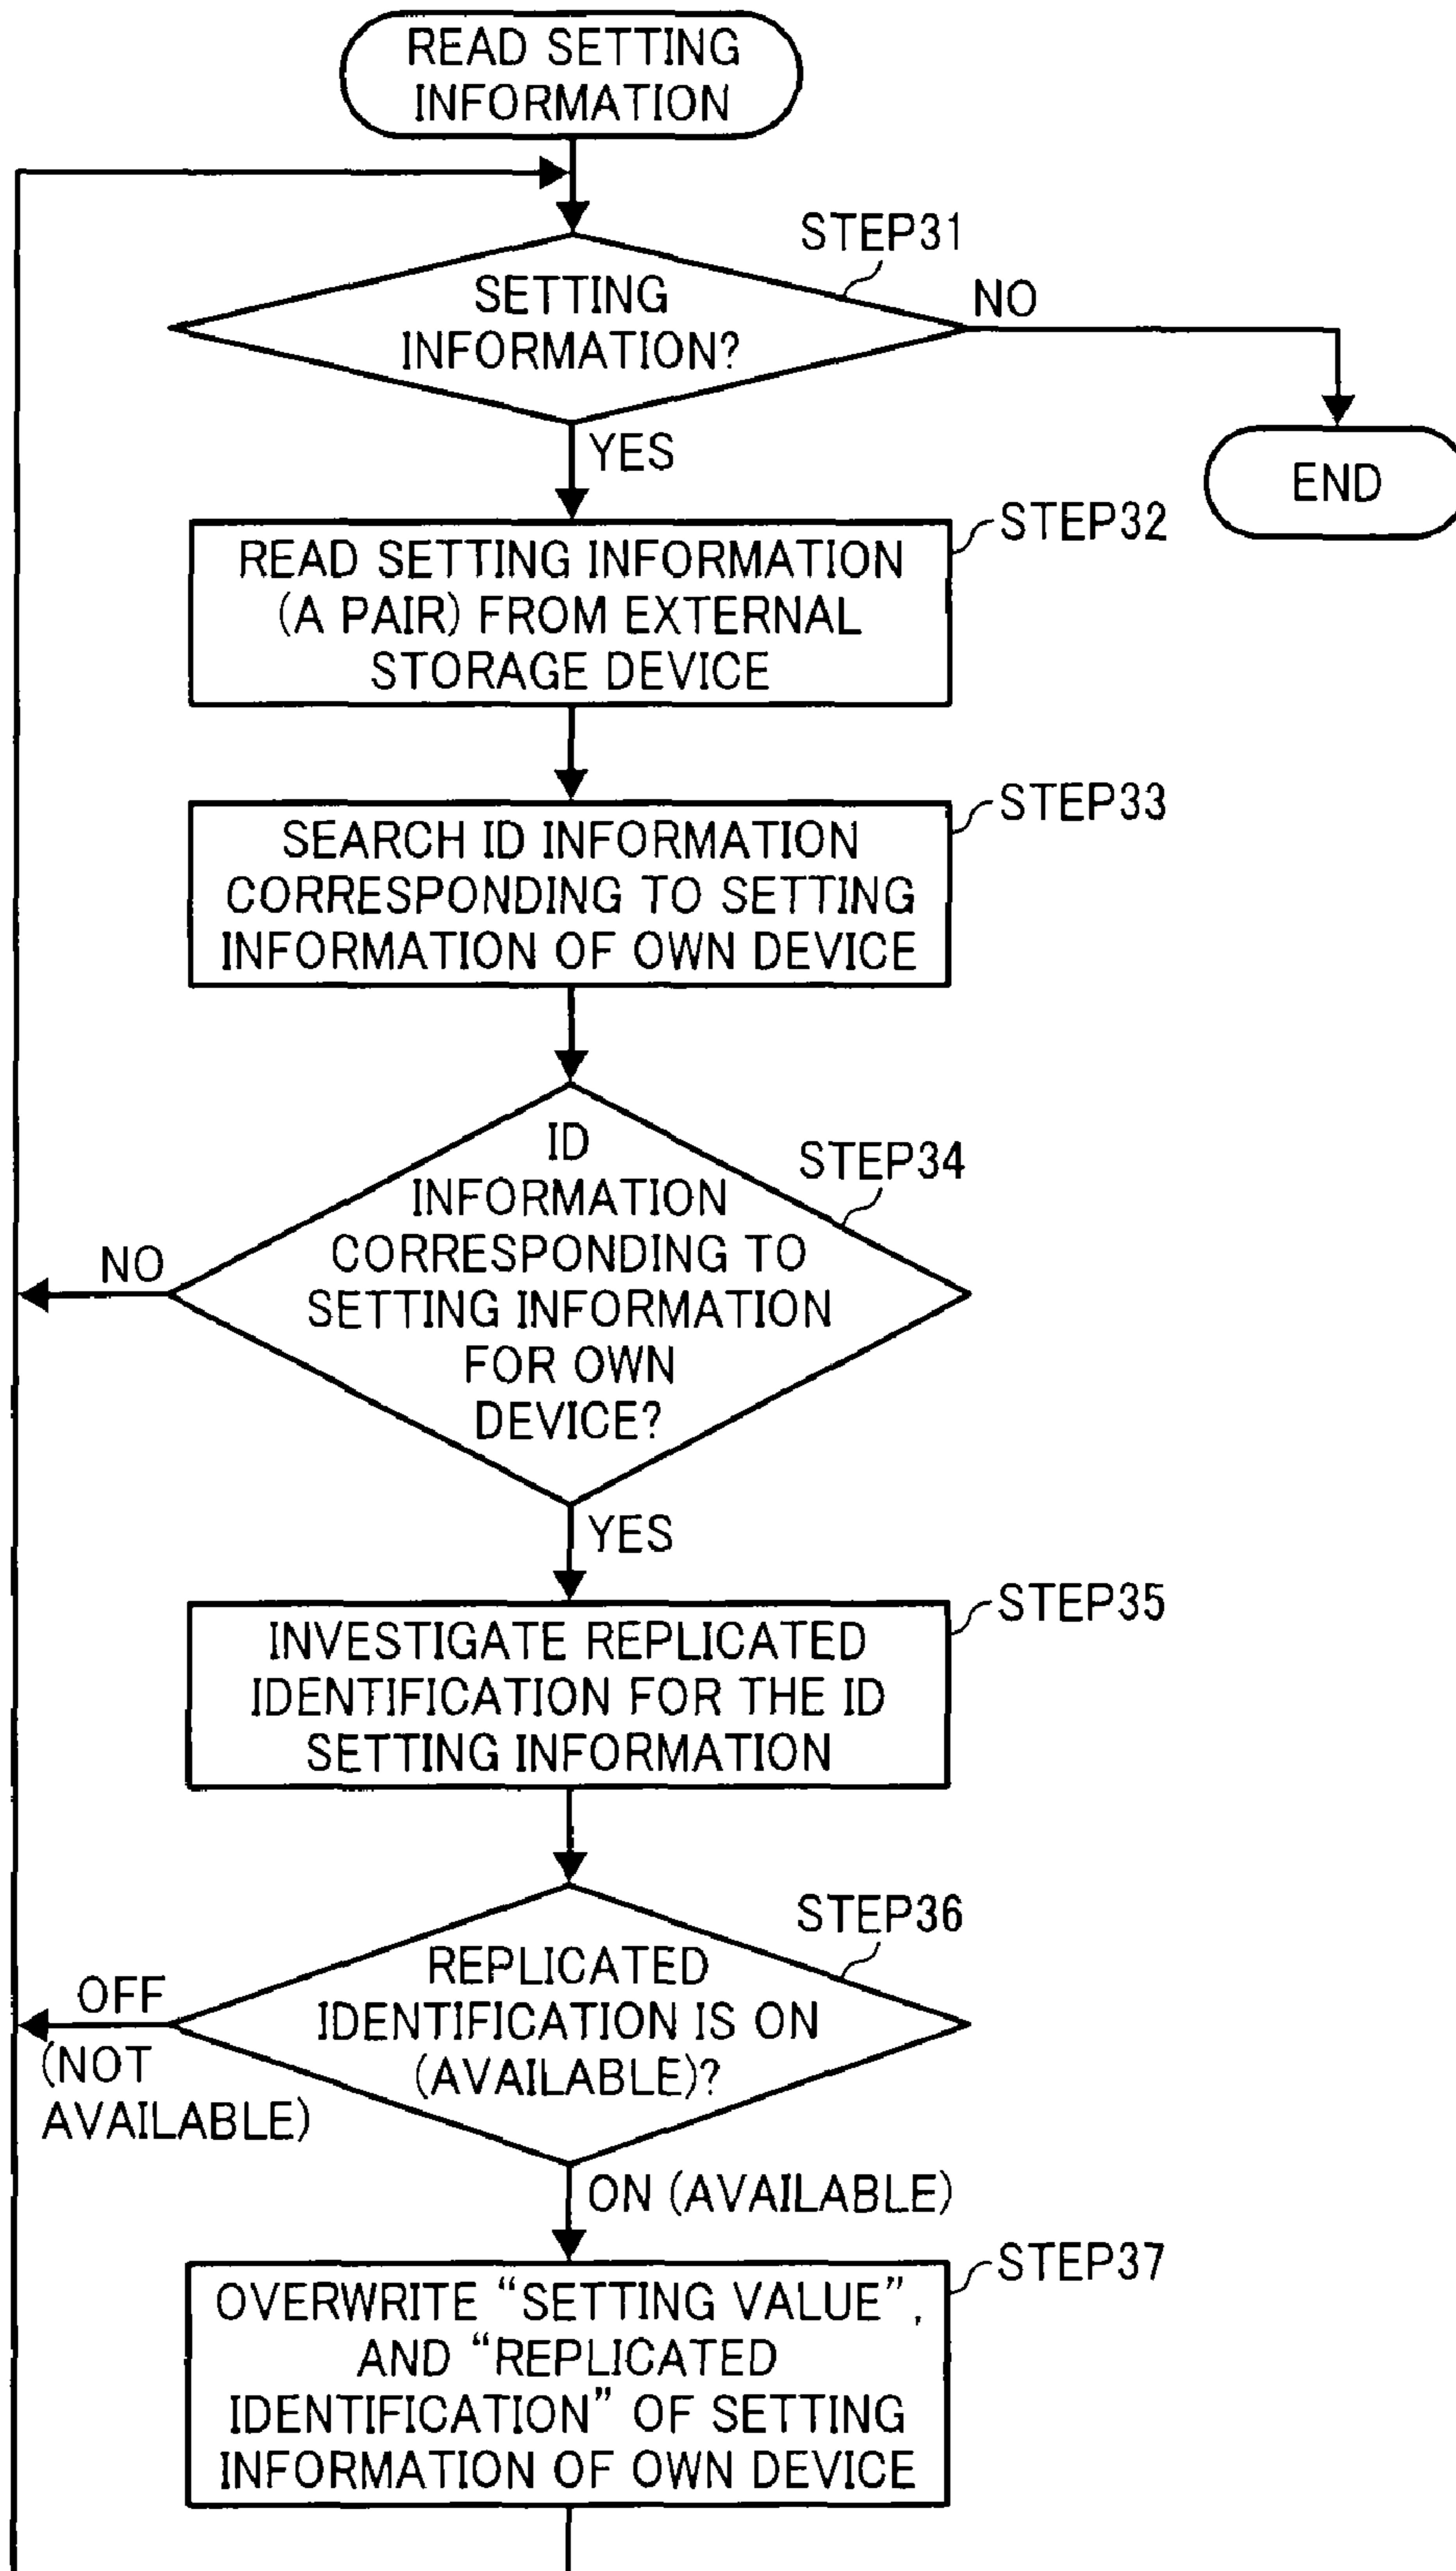 READ SETTING
INFORMATION
STEP31
SETTING
INFORMATION?
NO
YES
END
STEP32
READ SETTING INFORMATION
(A PAIR) FROM EXTERNAL
STORAGE DEVICE
STEP33
SEARCH ID INFORMATION
CORRESPONDING TO SETTING
INFORMATION OF OWN DEVICE
STEP34
ID
INFORMATION
CORRESPONDING TO
SETTING INFORMATION
FOR OWN
DEVICE?
NO
YES
STEP35
INVESTIGATE REPLICATED
IDENTIFICATION FOR THE ID
SETTING INFORMATION
STEP36
REPLICATED
IDENTIFICATION IS ON
(AVAILABLE)?
OFF
(NOT
AVAILABLE)
ON (AVAILABLE)
STEP37
OVERWRITE “SETTING VALUE”,
AND “REPLICATED
IDENTIFICATION” OF SETTING
INFORMATION OF OWN DEVICE